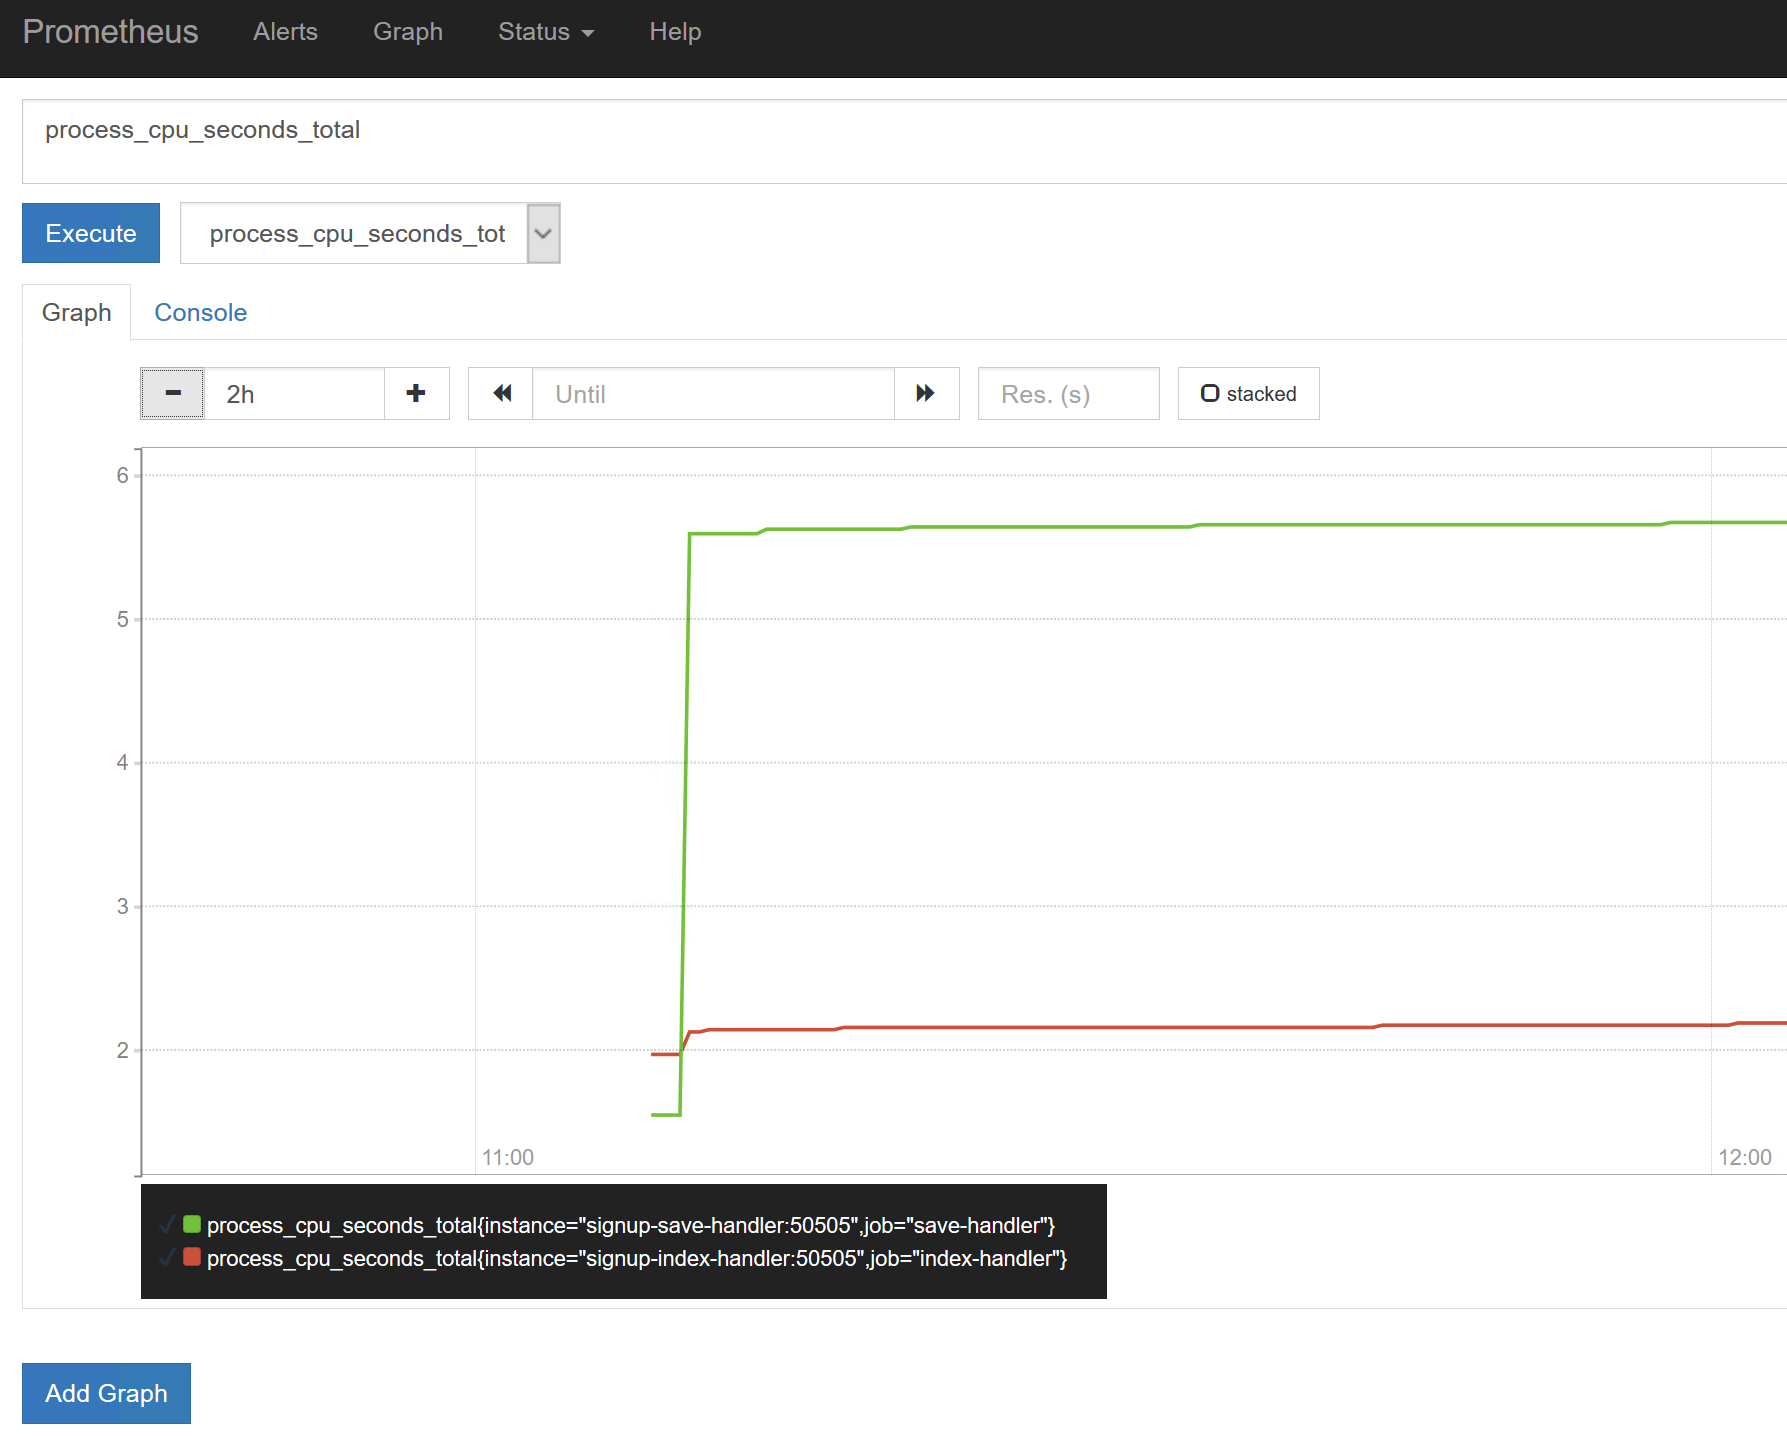 Prometheus Alerts Graph Status Help
process_cpu_seconds_total
Execute process_cpu_seconds_tot
Graph Console
2h Until Res. (s) stacked
6
5
4
3
2
11:00 12:00
process_cpu_seconds_total{instance="signup-save-handler:50505",job="save-handler"}
process_cpu_seconds_total{instance="signup-index-handler:50505",job="index-handler"}
Add Graph